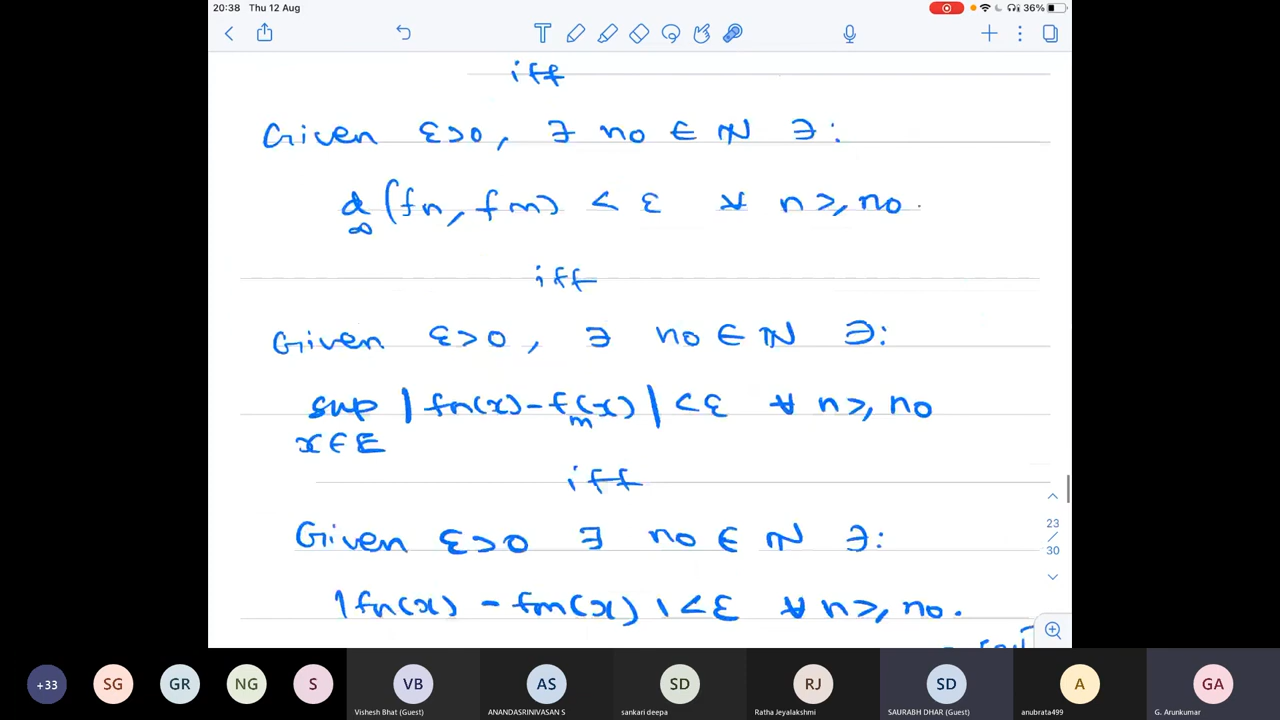 20:38 Thu 12 Aug
36%
iff
Given ε>0, ∃ n0 ∈ ℕ ∋:
d∞(fn, fm) < ε ∀ n ≥ n0.
iff
Given ε>0, ∃ n0 ∈ ℕ ∋:
sup |fn(x) - fm(x)| < ε ∀ n ≥ n0
x∈E
iff
Given ε>0 ∃ n0 ∈ ℕ ∋:
|fn(x) - fm(x)| < ε ∀ n ≥ n0.
23
/
30
+33 SG GR NG S VB AS SD RJ SD A GA
Vishesh Bhat (Guest) ANANDASRINIVASAN S sankari deepa Ratha Jeyalakshmi SAURABH DHAR (Guest) anubrata499 G. Arunkumar